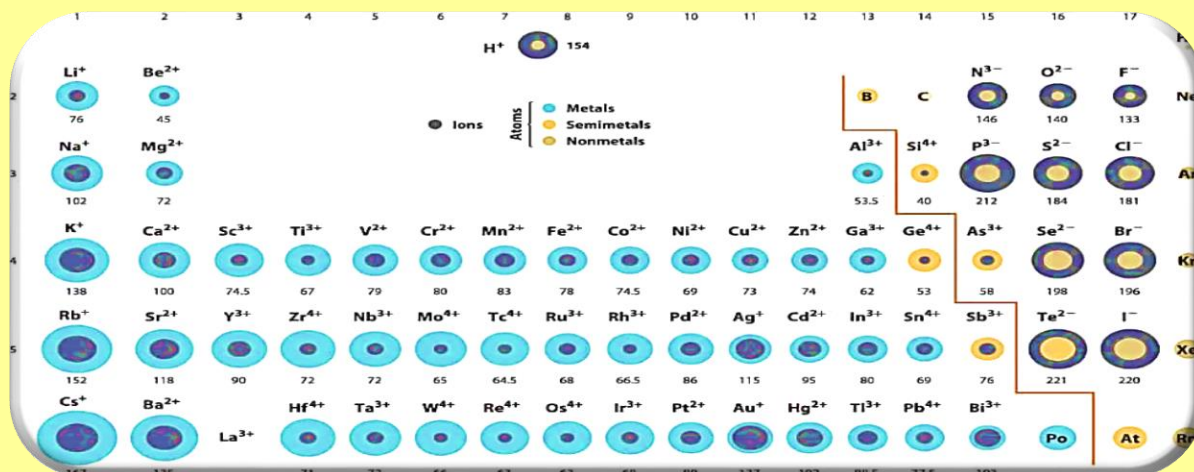 1 2 3 4 5 6 7 8 9 10 11 12 13 14 15 16 17
H⁺ 154
Li⁺ Be²⁺ N³⁻ O²⁻ F⁻
2 B C Ne
76 45 146 140 133
Metals
Ions Atoms Semimetals
Nonmetals
Na⁺ Mg²⁺ Al³⁺ Si⁴⁺ P³⁻ S²⁻ Cl⁻
3
102 72 53.5 40 212 184 181
K⁺ Ca²⁺ Sc³⁺ Ti³⁺ V²⁺ Cr²⁺ Mn²⁺ Fe²⁺ Co²⁺ Ni²⁺ Cu²⁺ Zn²⁺ Ga³⁺ Ge⁴⁺ As³⁺ Se²⁻ Br⁻
4
138 100 74.5 67 79 80 83 78 74.5 69 73 74 62 53 58 198 196
Rb⁺ Sr²⁺ Y³⁺ Zr⁴⁺ Nb³⁺ Mo⁴⁺ Tc⁴⁺ Ru³⁺ Rh³⁺ Pd²⁺ Ag⁺ Cd²⁺ In³⁺ Sn⁴⁺ Sb³⁺ Te²⁻ I⁻
5 Xe
152 118 90 72 72 65 64.5 68 66.5 86 115 95 80 69 76 221 220
Cs⁺ Ba²⁺ Hf⁴⁺ Ta³⁺ W⁴⁺ Re⁴⁺ Os⁴⁺ Ir³⁺ Pt²⁺ Au⁺ Hg²⁺ Tl³⁺ Pb⁴⁺ Bi³⁺
La³⁺ Po At